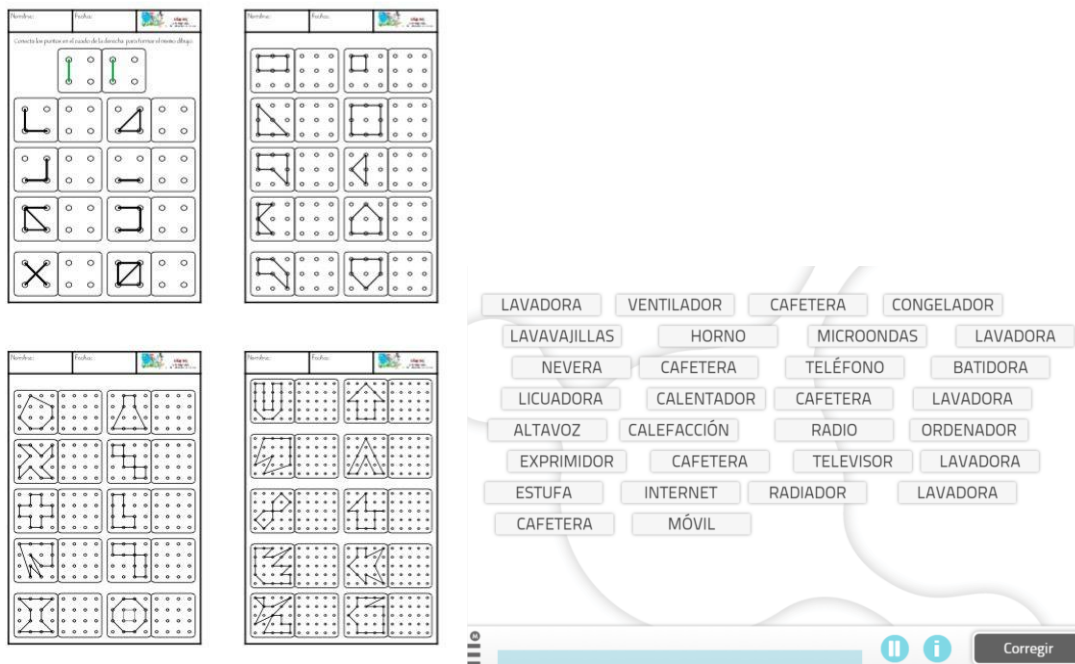 Nombre: Fecha:
Conecta los puntos en el cuadro de la derecha para formar el mismo dibujo.
Nombre: Fecha:
Nombre: Fecha:
Nombre: Fecha:
LAVADORA VENTILADOR CAFETERA CONGELADOR
LAVAVAJILLAS HORNO MICROONDAS LAVADORA
NEVERA CAFETERA TELÉFONO BATIDORA
LICUADORA CALENTADOR CAFETERA LAVADORA
ALTAVOZ CALEFACCIÓN RADIO ORDENADOR
EXPRIMIDOR CAFETERA TELEVISOR LAVADORA
ESTUFA INTERNET RADIADOR LAVADORA
CAFETERA MÓVIL
Corregir